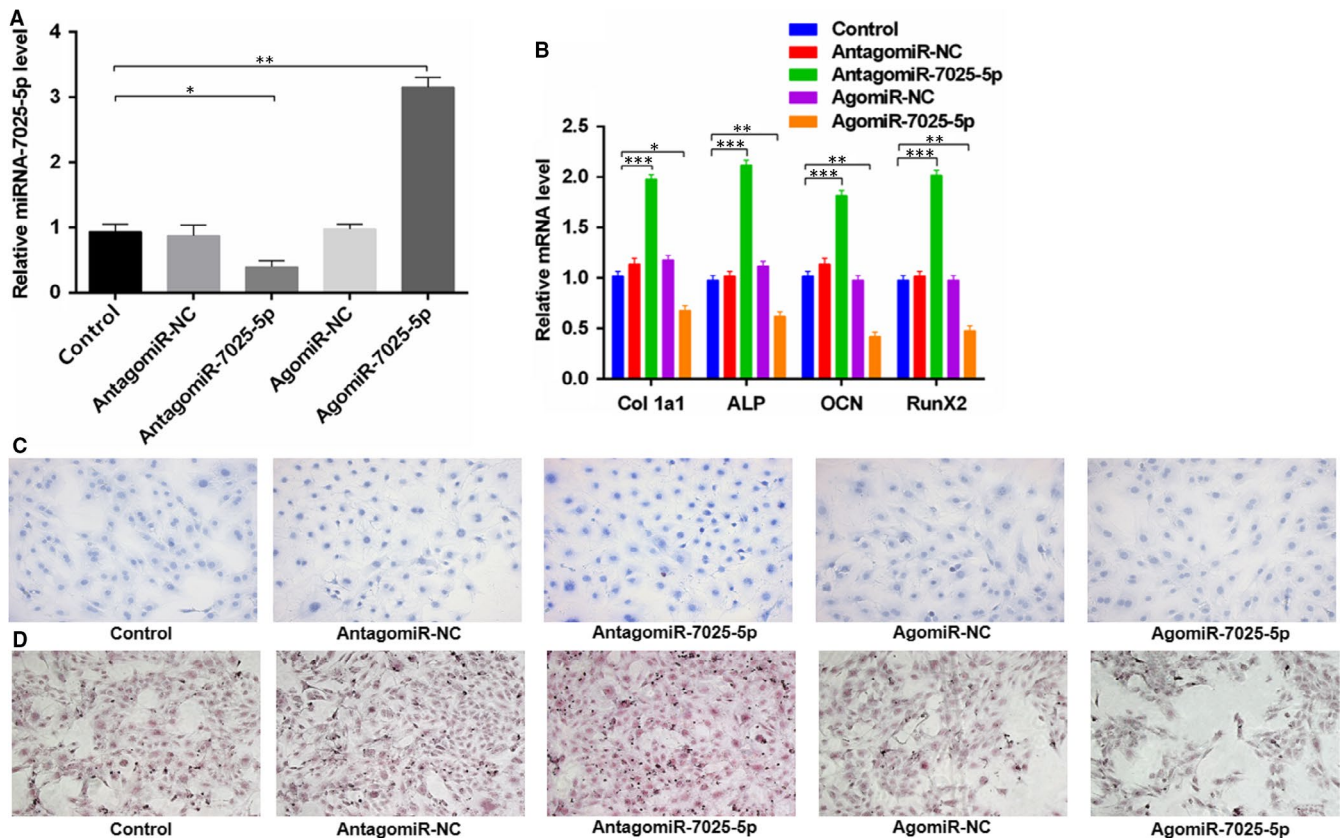 A
Relative miRNA-7025-5p level
4
3
2
1
0
**
*
Control
AntagomiR-NC
AntagomiR-7025-5p
AgomiR-NC
AgomiR-7025-5p
B
Control
AntagomiR-NC
AntagomiR-7025-5p
AgomiR-NC
AgomiR-7025-5p
Relative mRNA level
2.5
2.0
1.5
1.0
0.5
0.0
*
***
**
***
**
***
**
***
Col 1a1 ALP OCN RunX2
C
Control AntagomiR-NC AntagomiR-7025-5p AgomiR-NC AgomiR-7025-5p
D
Control AntagomiR-NC AntagomiR-7025-5p AgomiR-NC AgomiR-7025-5p